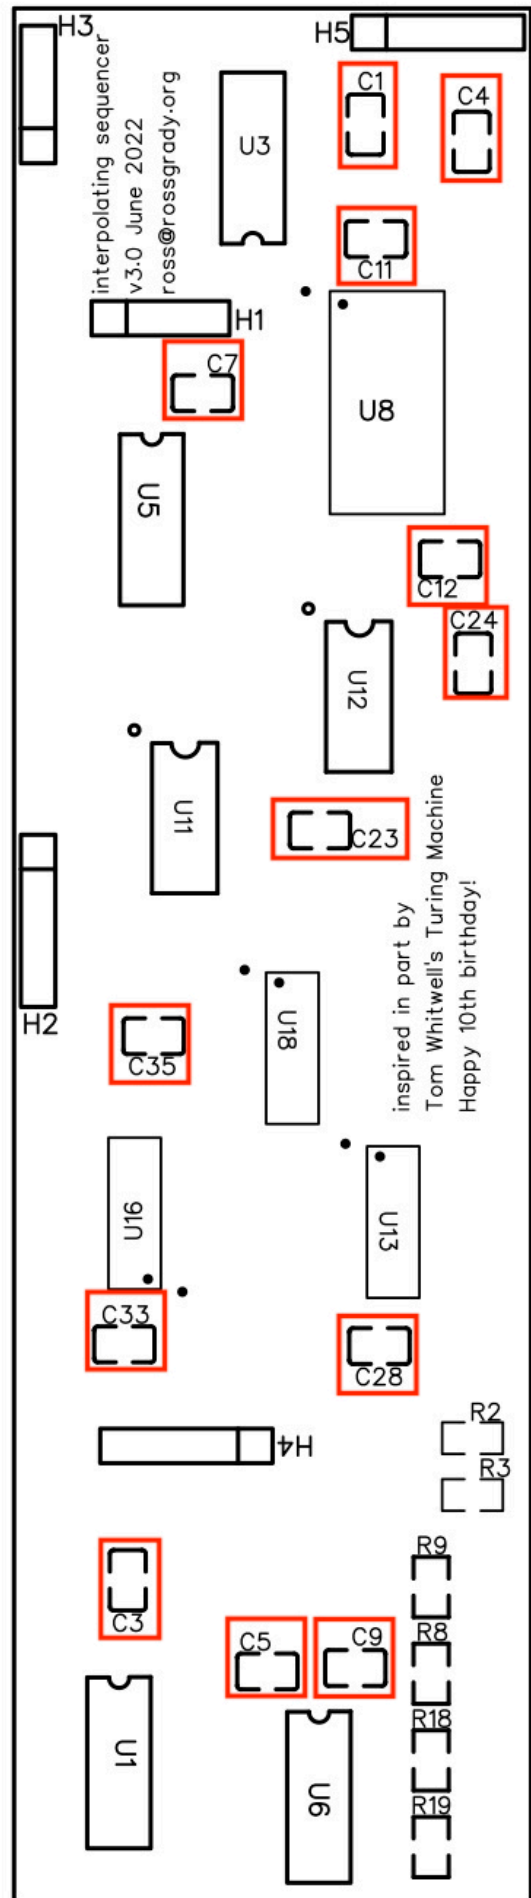 H3
H5
interpolating sequencer
v3.0 June 2022
ross@rossgrady.org
U3
C1
C4
C11
H1
C7
U8
U5
C12
C24
U12
U11
C23
inspired in part by
Tom Whitwell's Turing Machine
Happy 10th birthday!
H2
U18
C35
U16
U13
C33
C28
R2
H4
R3
R9
C3
R8
C5
C9
R18
U1
U6
R19